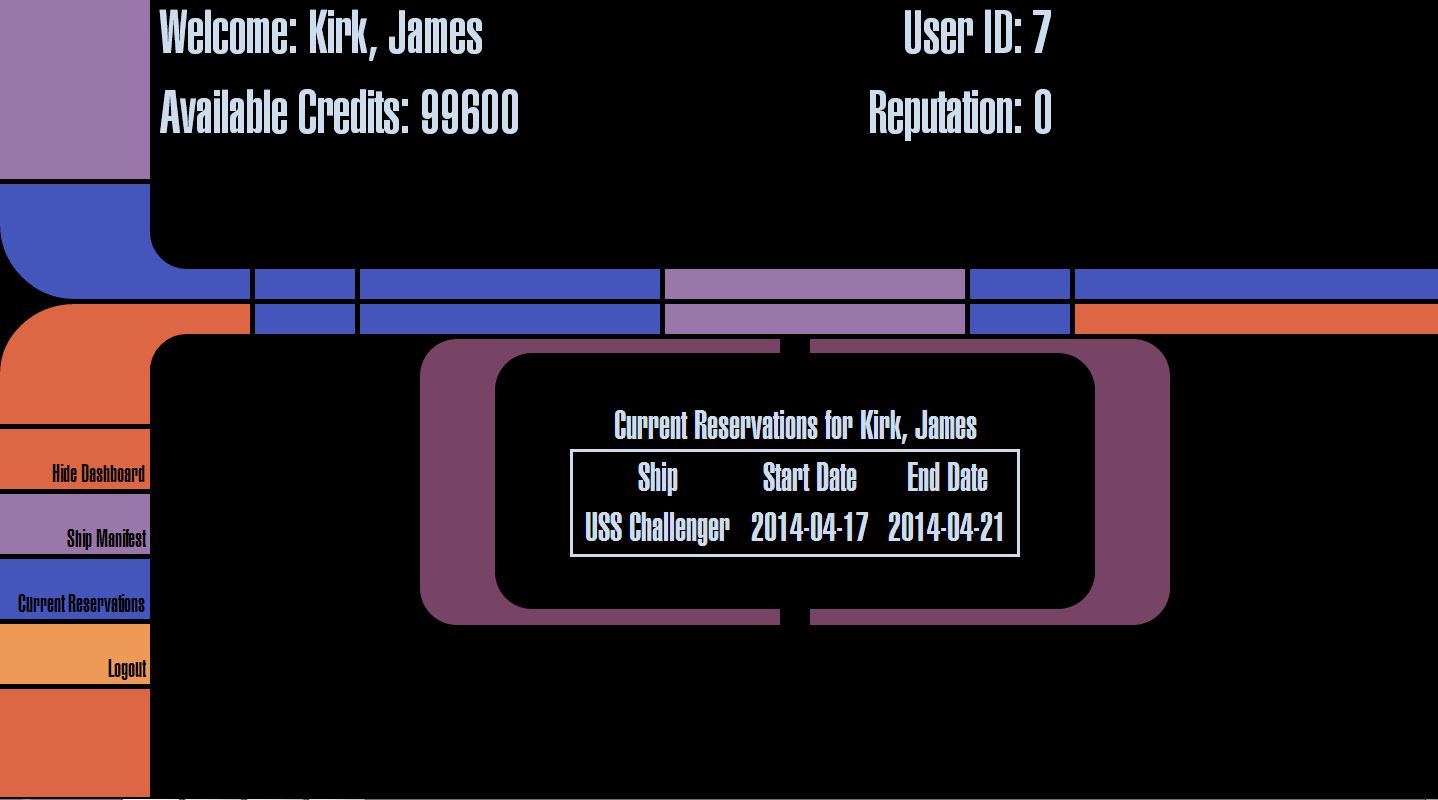 Welcome: Kirk, James
User ID: 7
Available Credits: 99600
Reputation: 0
Current Reservations for Kirk, James
Ship Start Date End Date
USS Challenger 2014-04-17 2014-04-21
Hide Dashboard
Ship Manifest
Current Reservations
Logout